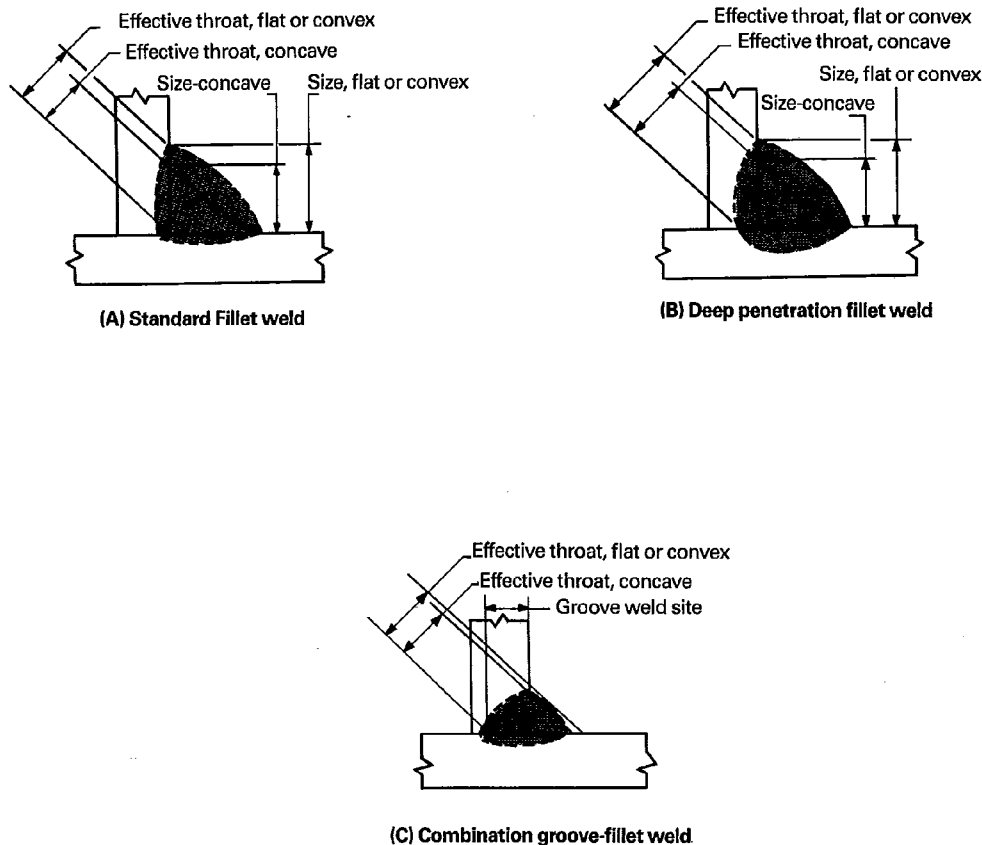 Effective throat, flat or convex
Effective throat, concave
Size-concave
Size, flat or convex
(A) Standard Fillet weld
Effective throat, flat or convex
Effective throat, concave
Size, flat or convex
Size-concave
(B) Deep penetration fillet weld
Effective throat, flat or convex
Effective throat, concave
Groove weld site
(C) Combination groove-fillet weld